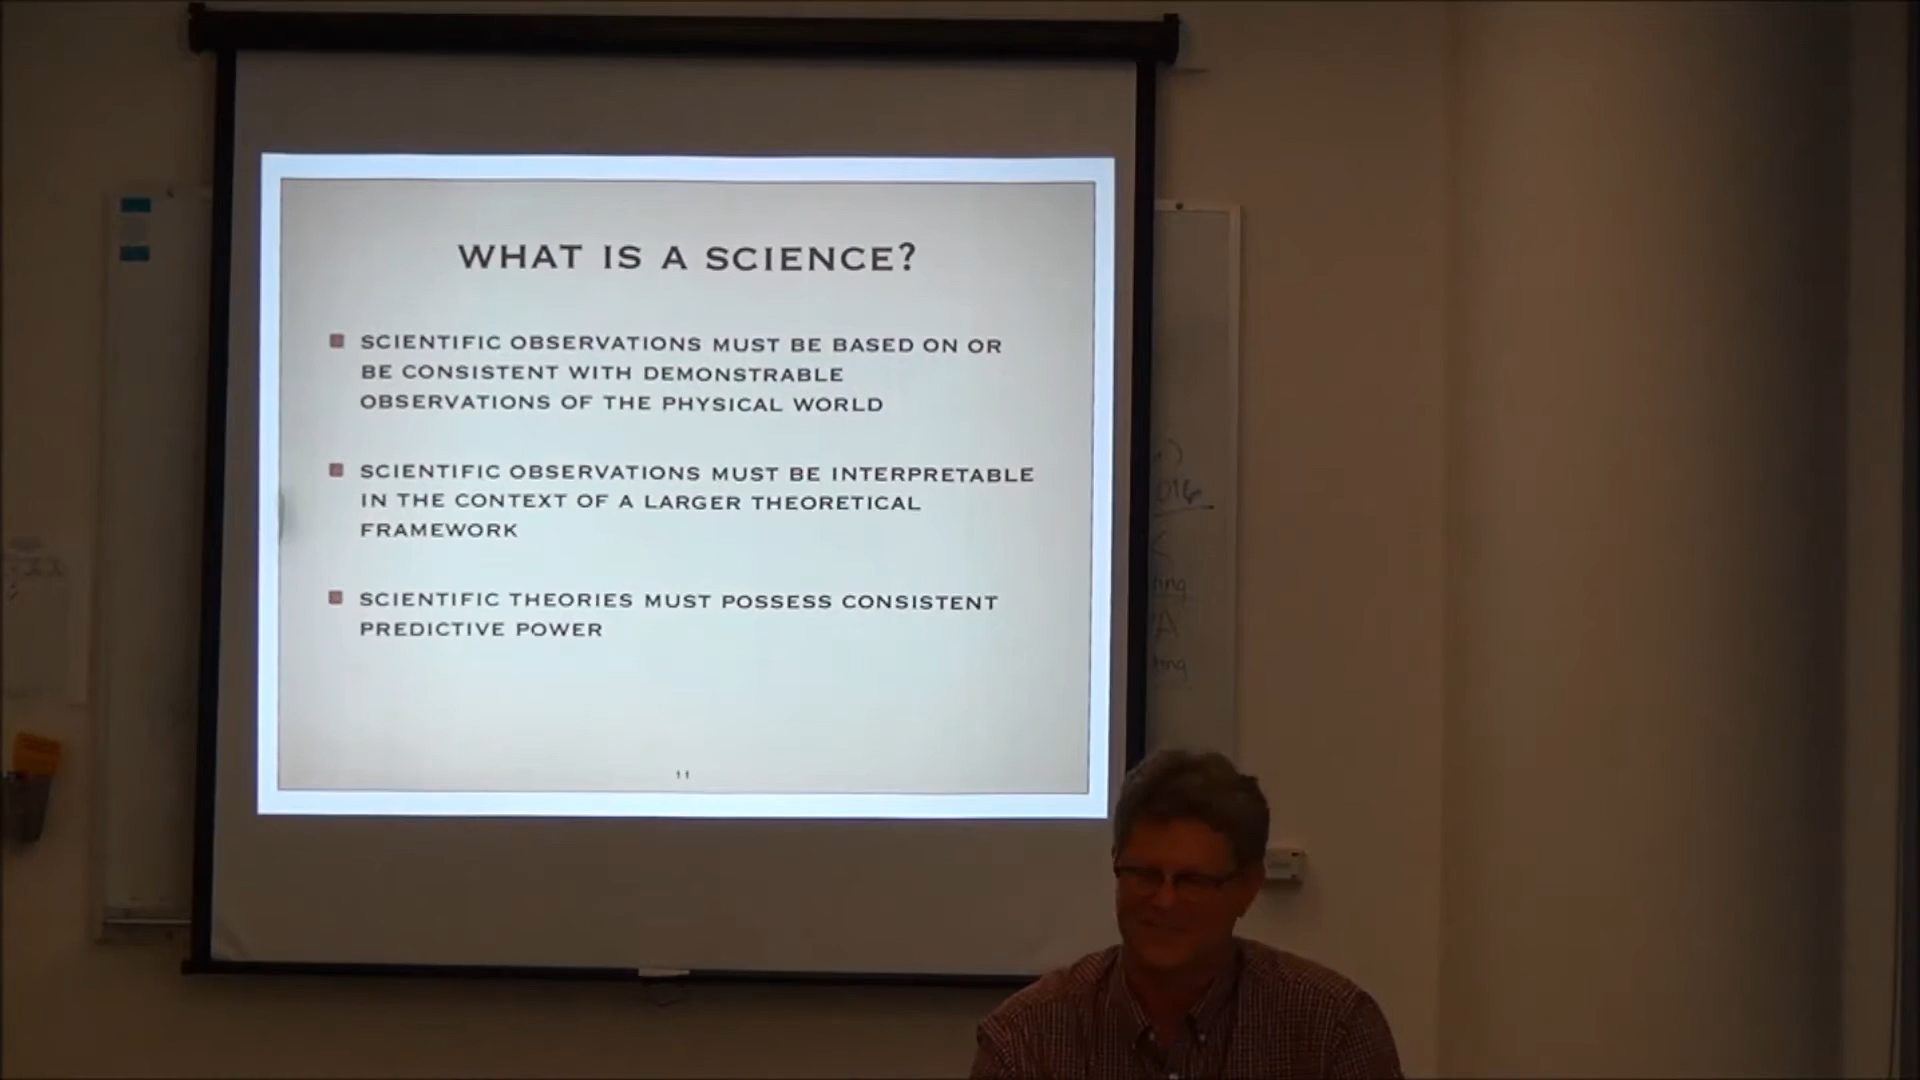 WHAT IS A SCIENCE?
SCIENTIFIC OBSERVATIONS MUST BE BASED ON OR
BE CONSISTENT WITH DEMONSTRABLE
OBSERVATIONS OF THE PHYSICAL WORLD
SCIENTIFIC OBSERVATIONS MUST BE INTERPRETABLE
IN THE CONTEXT OF A LARGER THEORETICAL
FRAMEWORK
SCIENTIFIC THEORIES MUST POSSESS CONSISTENT
PREDICTIVE POWER
11